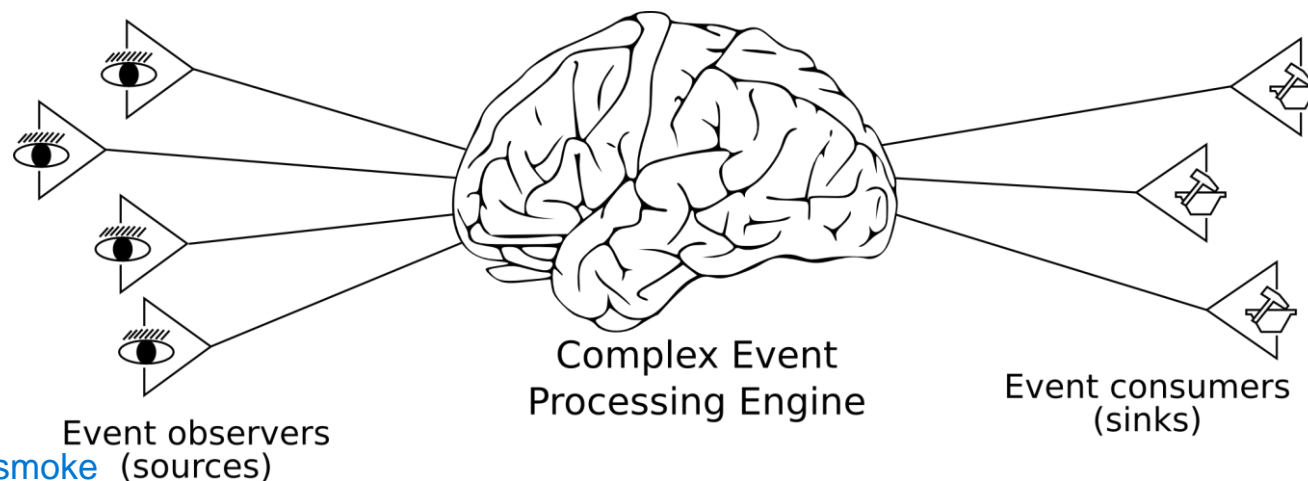 Complex Event
Processing Engine
Event observers
(sources)
Event consumers
(sinks)
smoke